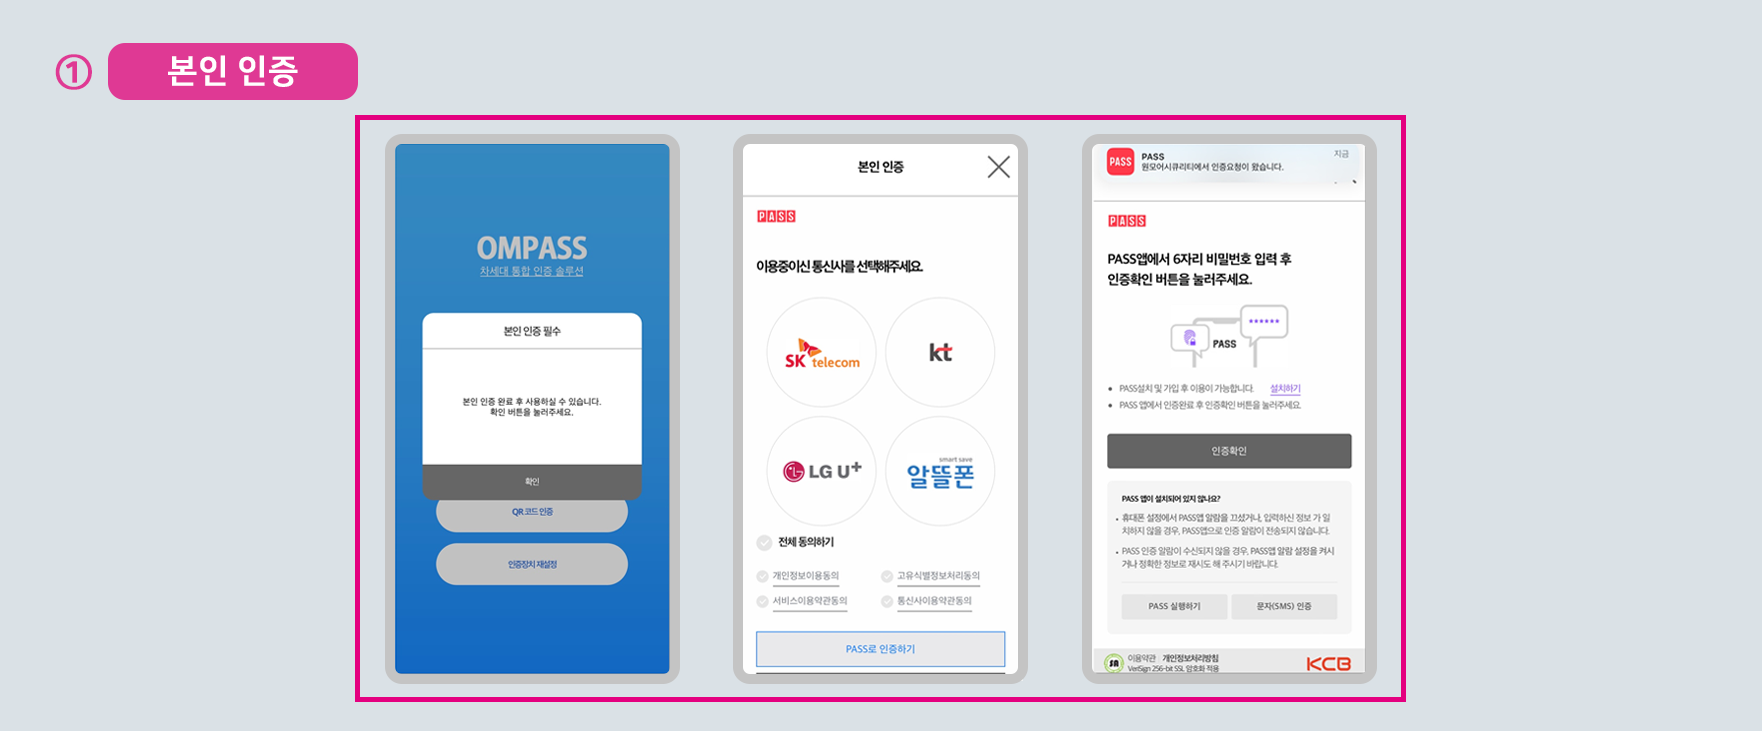 ① 본인 인증
OMPASS
차세대 통합 인증 솔루션
본인 인증 필수
본인 인증 완료 후 사용하실 수 있습니다.
확인 버튼을 눌러주세요.
확인
QR 코드 인증
인증장치 재설정
본인 인증
PASS
이용중이신 통신사를 선택해주세요.
SK telecom
kt
LG U+
smart save
알뜰폰
전체 동의하기
개인정보이용동의
고유식별정보처리동의
서비스이용약관동의
통신사이용약관동의
PASS로 인증하기
PASS
PASS
지금
원모어시큐리티에서 인증요청이 왔습니다.
PASS
PASS앱에서 6자리 비밀번호 입력 후
인증확인 버튼을 눌러주세요.
PASS
PASS설치 및 가입 후 이용이 가능합니다. 설치하기
PASS 앱에서 인증완료 후 인증확인 버튼을 눌러주세요.
인증확인
PASS 앱이 설치되어 있지 않나요?
휴대폰 설정에서 PASS앱 알람을 끄셨거나, 입력하신 정보 가 일
치하지 않을 경우, PASS앱으로 인증 알람이 전송되지 않습니다.
PASS 인증 알람이 수신되지 않을 경우, PASS앱 알람 설정을 켜시
거나 정확한 정보로 재시도 해 주시기 바랍니다.
PASS 실행하기
문자(SMS) 인증
이용약관 | 개인정보처리방침
VeriSign 256-bit SSL 암호화 적용
KCB